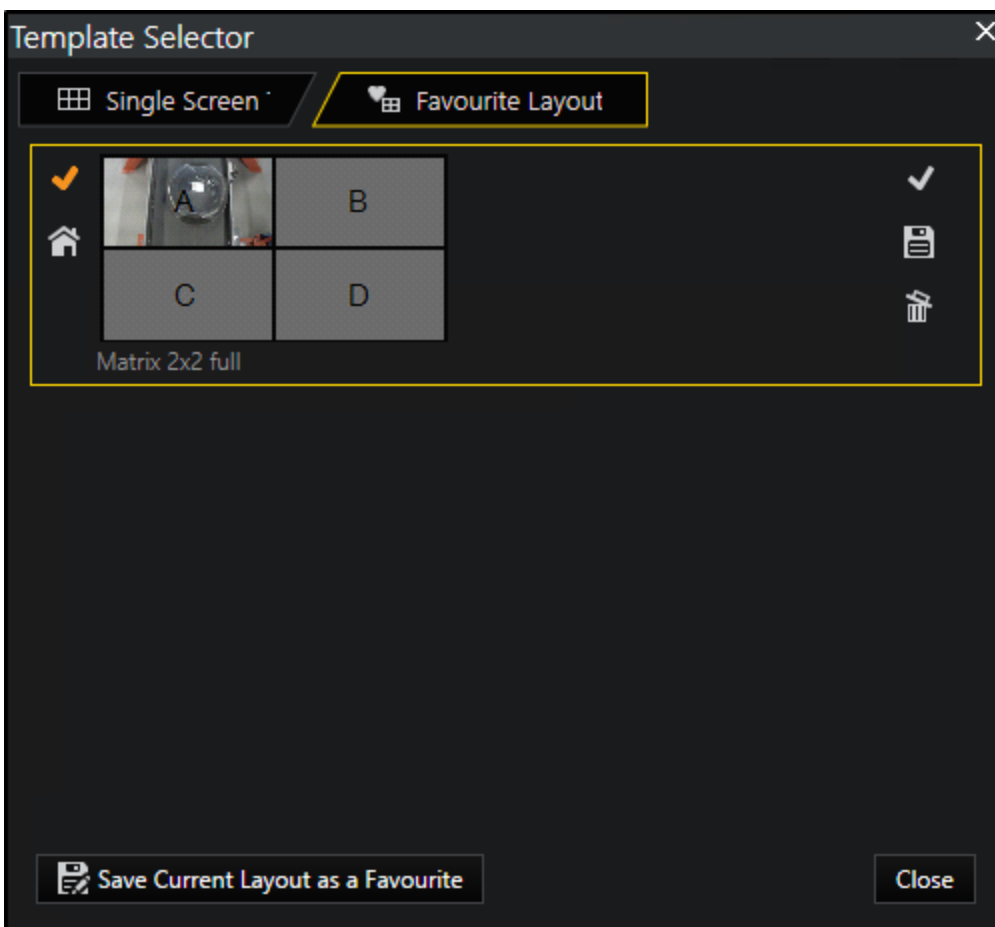 Template Selector
Single Screen
Favourite Layout
A
B
C
D
Matrix 2x2 full
Save Current Layout as a Favourite
Close